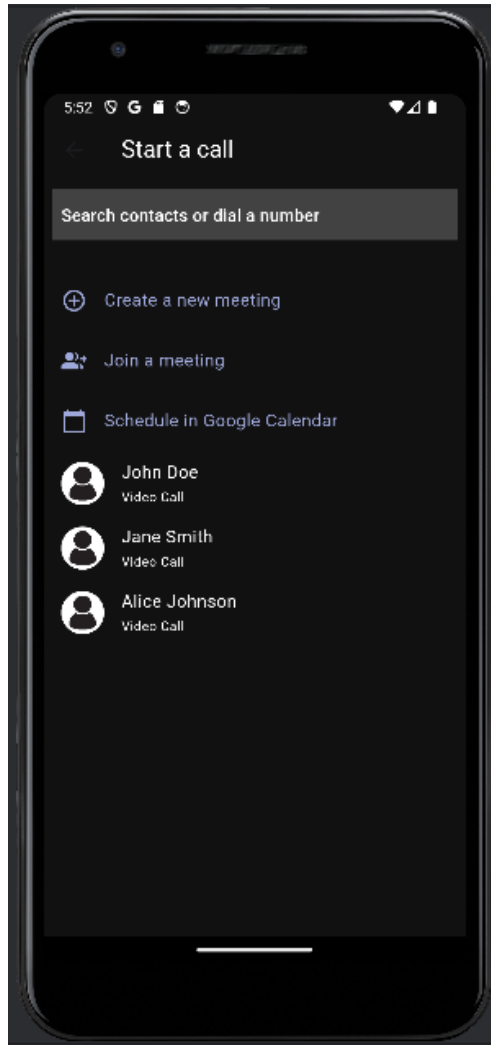 5:52 G
Start a call
Search contacts or dial a number
Create a new meeting
Join a meeting
Schedule in Google Calendar
John Doe
Video Call
Jane Smith
Video Call
Alice Johnson
Video Call